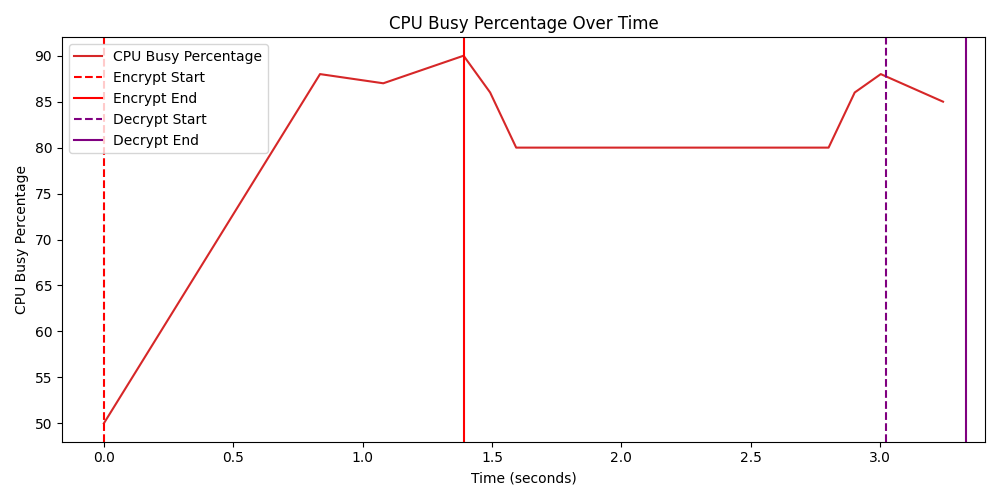 CPU Busy Percentage Over Time
CPU Busy Percentage
Encrypt Start
Encrypt End
Decrypt Start
Decrypt End
90
85
80
75
70
65
60
55
50
CPU Busy Percentage
0.0 0.5 1.0 1.5 2.0 2.5 3.0
Time (seconds)